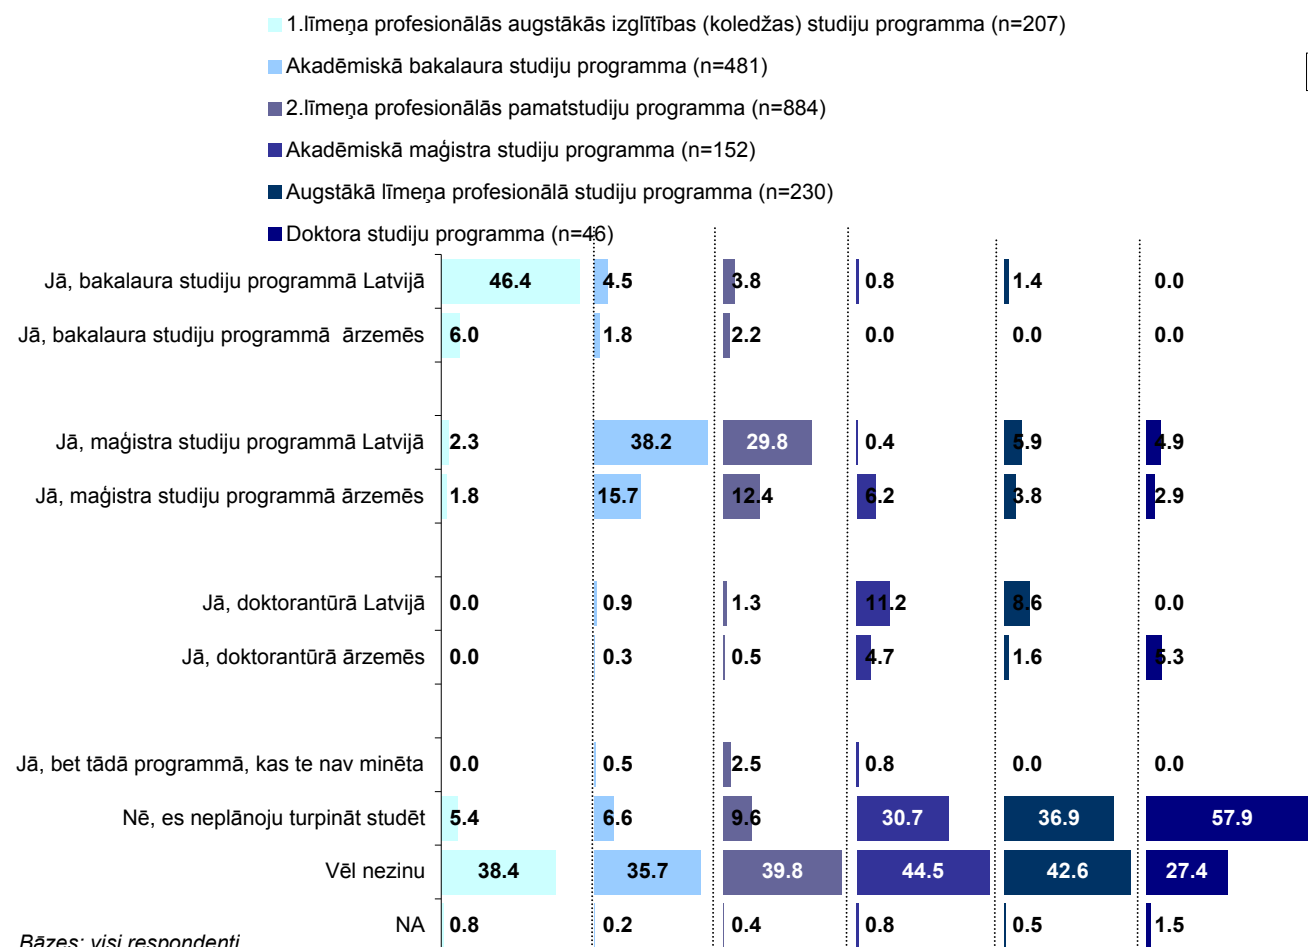 1.līmeņa profesionālās augstākās izglītības (koledžas) studiju programma (n=207)
Akadēmiskā bakalaura studiju programma (n=481)
2.līmeņa profesionālās pamatstudiju programma (n=884)
Akadēmiskā maģistra studiju programma (n=152)
Augstākā līmeņa profesionālā studiju programma (n=230)
Doktora studiju programma (n=46)
Jā, bakalaura studiju programmā Latvijā 46.4 4.5 3.8 0.8 1.4 0.0
Jā, bakalaura studiju programmā ārzemēs 6.0 1.8 2.2 0.0 0.0 0.0
Jā, maģistra studiju programmā Latvijā 2.3 38.2 29.8 0.4 5.9 4.9
Jā, maģistra studiju programmā ārzemēs 1.8 15.7 12.4 6.2 3.8 2.9
Jā, doktorantūrā Latvijā 0.0 0.9 1.3 11.2 8.6 0.0
Jā, doktorantūrā ārzemēs 0.0 0.3 0.5 4.7 1.6 5.3
Jā, bet tādā programmā, kas te nav minēta 0.0 0.5 2.5 0.8 0.0 0.0
Nē, es neplānoju turpināt studēt 5.4 6.6 9.6 30.7 36.9 57.9
Vēl nezinu 38.4 35.7 39.8 44.5 42.6 27.4
NA 0.8 0.2 0.4 0.8 0.5 1.5
Bāzes: visi respondenti